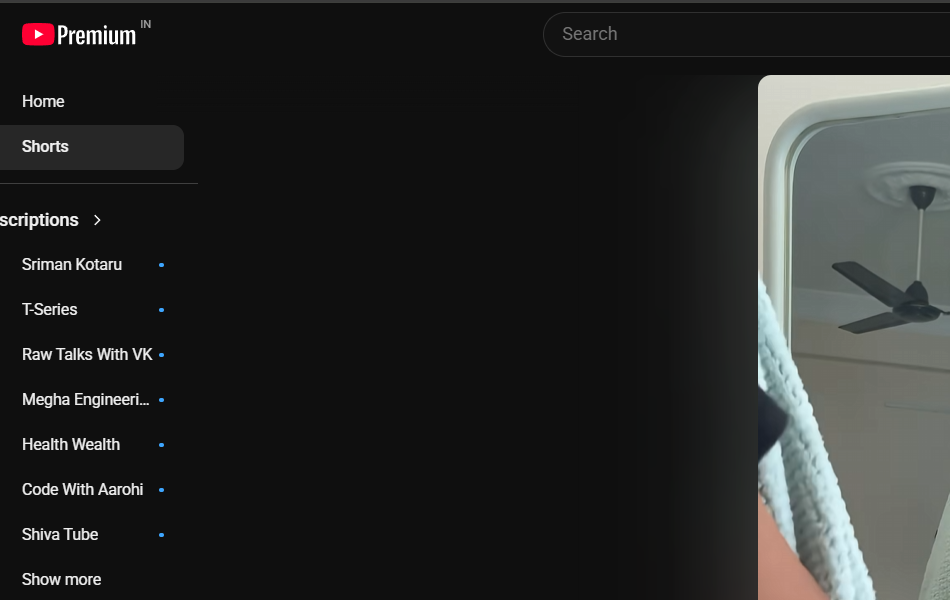 Premium IN
Search
Home
Shorts
scriptions
Sriman Kotaru
T-Series
Raw Talks With VK
Megha Engineeri...
Health Wealth
Code With Aarohi
Shiva Tube
Show more